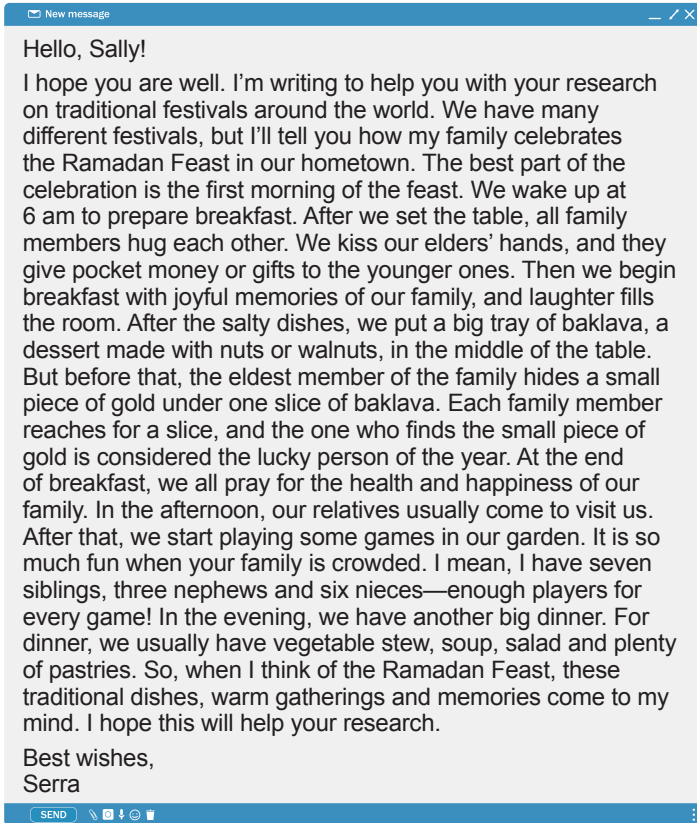 New message
Hello, Sally!
I hope you are well. I’m writing to help you with your research
on traditional festivals around the world. We have many
different festivals, but I’ll tell you how my family celebrates
the Ramadan Feast in our hometown. The best part of the
celebration is the first morning of the feast. We wake up at
6 am to prepare breakfast. After we set the table, all family
members hug each other. We kiss our elders’ hands, and they
give pocket money or gifts to the younger ones. Then we begin
breakfast with joyful memories of our family, and laughter fills
the room. After the salty dishes, we put a big tray of baklava, a
dessert made with nuts or walnuts, in the middle of the table.
But before that, the eldest member of the family hides a small
piece of gold under one slice of baklava. Each family member
reaches for a slice, and the one who finds the small piece of
gold is considered the lucky person of the year. At the end
of breakfast, we all pray for the health and happiness of our
family. In the afternoon, our relatives usually come to visit us.
After that, we start playing some games in our garden. It is so
much fun when your family is crowded. I mean, I have seven
siblings, three nephews and six nieces—enough players for
every game! In the evening, we have another big dinner. For
dinner, we usually have vegetable stew, soup, salad and plenty
of pastries. So, when I think of the Ramadan Feast, these
traditional dishes, warm gatherings and memories come to my
mind. I hope this will help your research.
Best wishes,
Serra
SEND